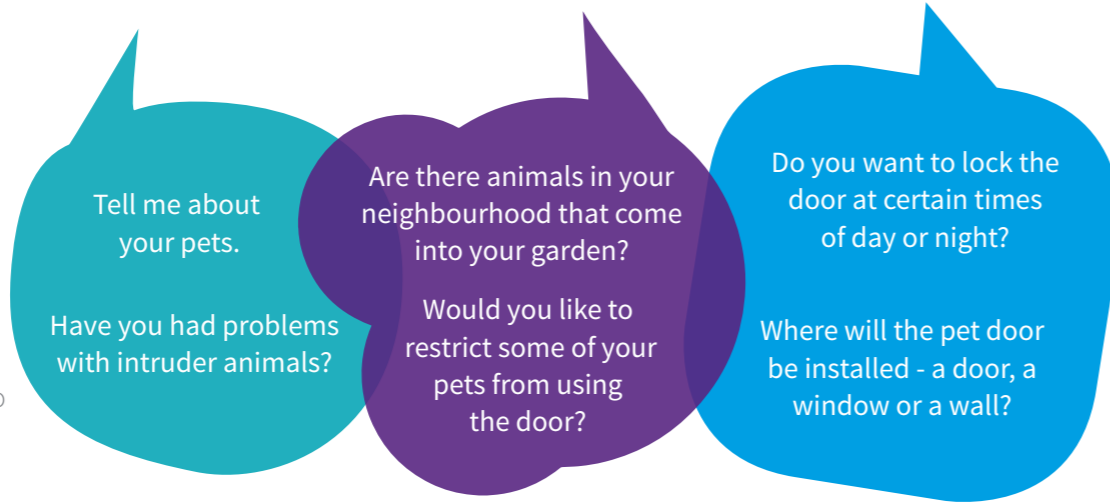 Tell me about
your pets.
Have you had problems
with intruder animals?
Are there animals in your
neighbourhood that come
into your garden?
Would you like to
restrict some of your
pets from using
the door?
Do you want to lock the
door at certain times
of day or night?
Where will the pet door
be installed - a door, a
window or a wall?